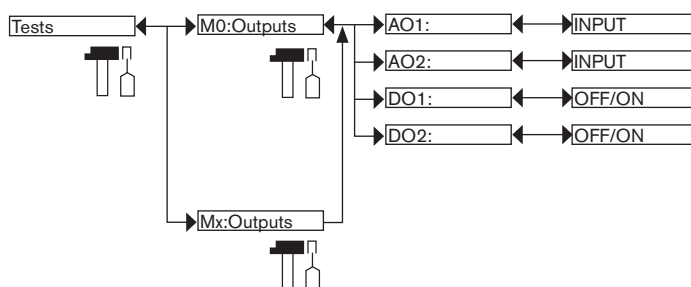 Tests
M0:Outputs
AO1:
INPUT
AO2:
INPUT
DO1:
OFF/ON
DO2:
OFF/ON
Mx:Outputs